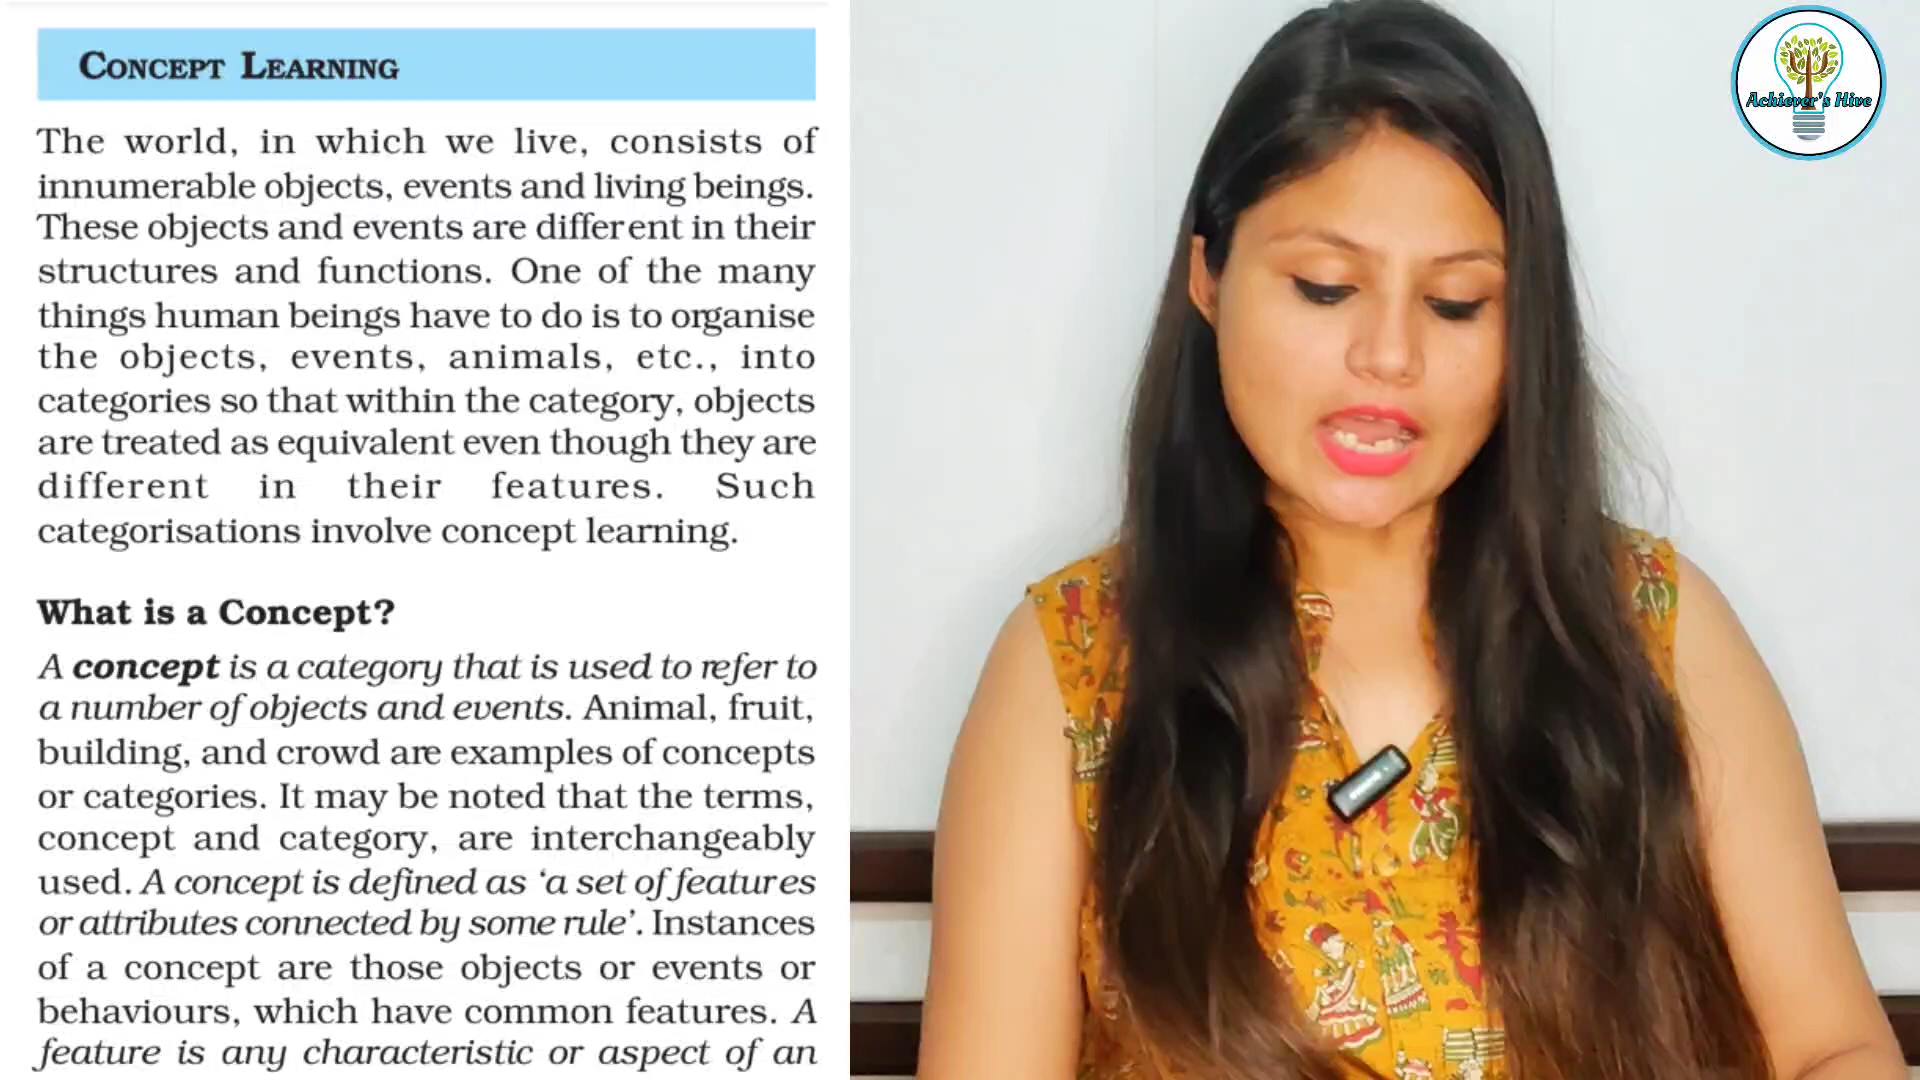 CONCEPT LEARNING
The world, in which we live, consists of
innumerable objects, events and living beings.
These objects and events are different in their
structures and functions. One of the many
things human beings have to do is to organise
the objects, events, animals, etc., into
categories so that within the category, objects
are treated as equivalent even though they are
different in their features. Such
categorisations involve concept learning.
What is a Concept?
A concept is a category that is used to refer to
a number of objects and events. Animal, fruit,
building, and crowd are examples of concepts
or categories. It may be noted that the terms,
concept and category, are interchangeably
used. A concept is defined as ‘a set of features
or attributes connected by some rule’. Instances
of a concept are those objects or events or
behaviours, which have common features. A
feature is any characteristic or aspect of an
Achiever's Hive